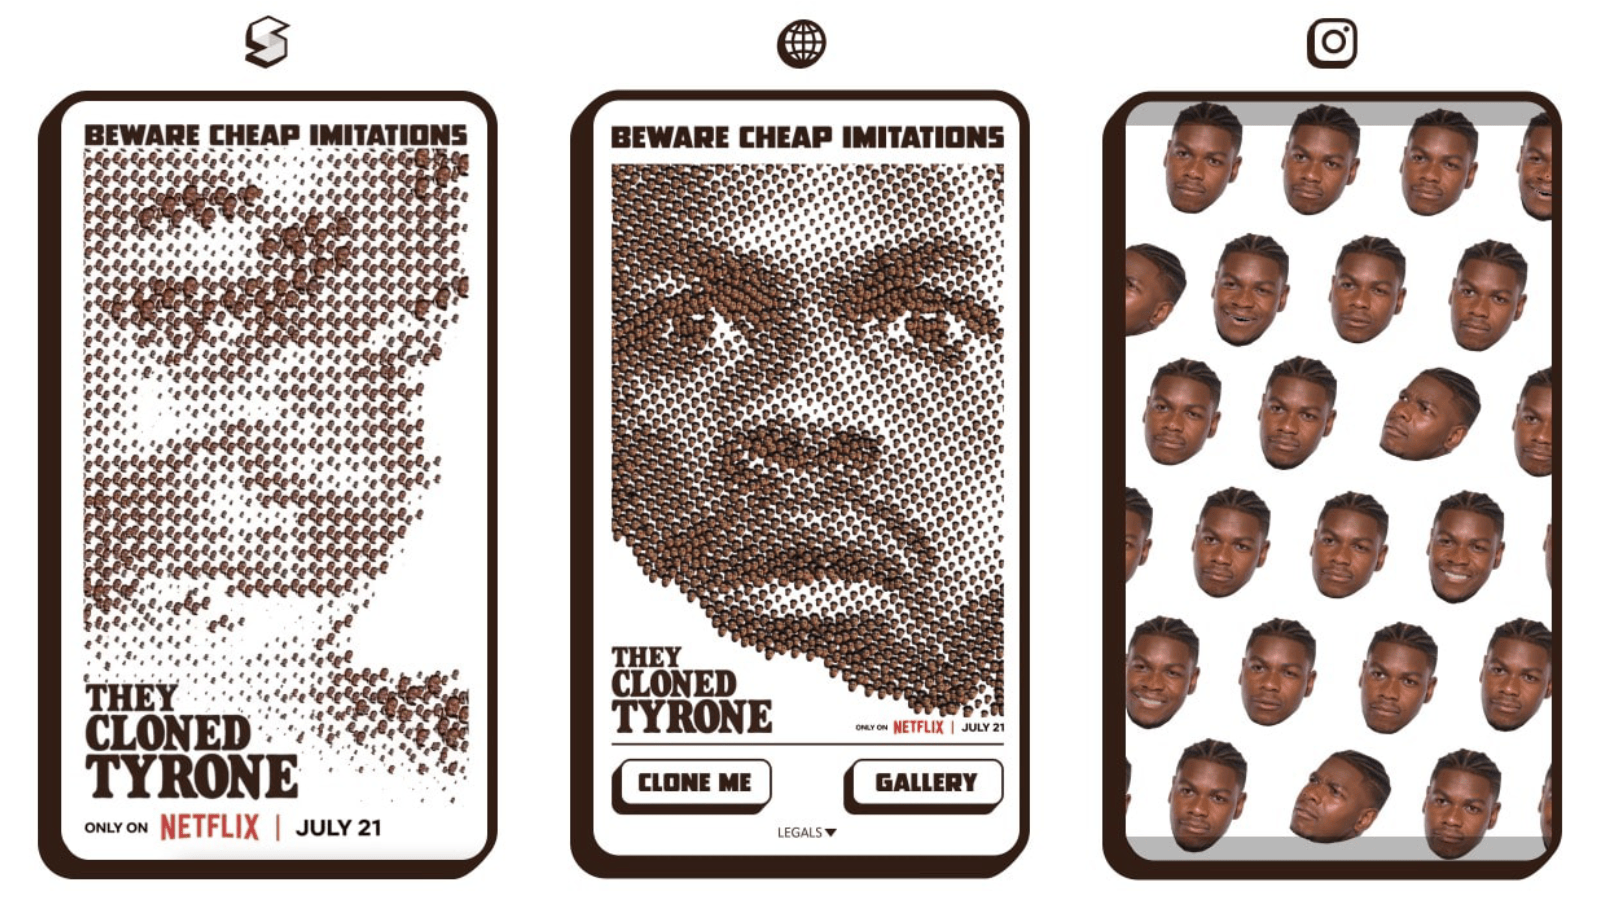 BEWARE CHEAP IMITATIONS
THEY
CLONED
TYRONE
ONLY ON NETFLIX | JULY 21
BEWARE CHEAP IMITATIONS
THEY
CLONED
TYRONE
ONLY ON NETFLIX | JULY 21
CLONE ME
GALLERY
LEGALS